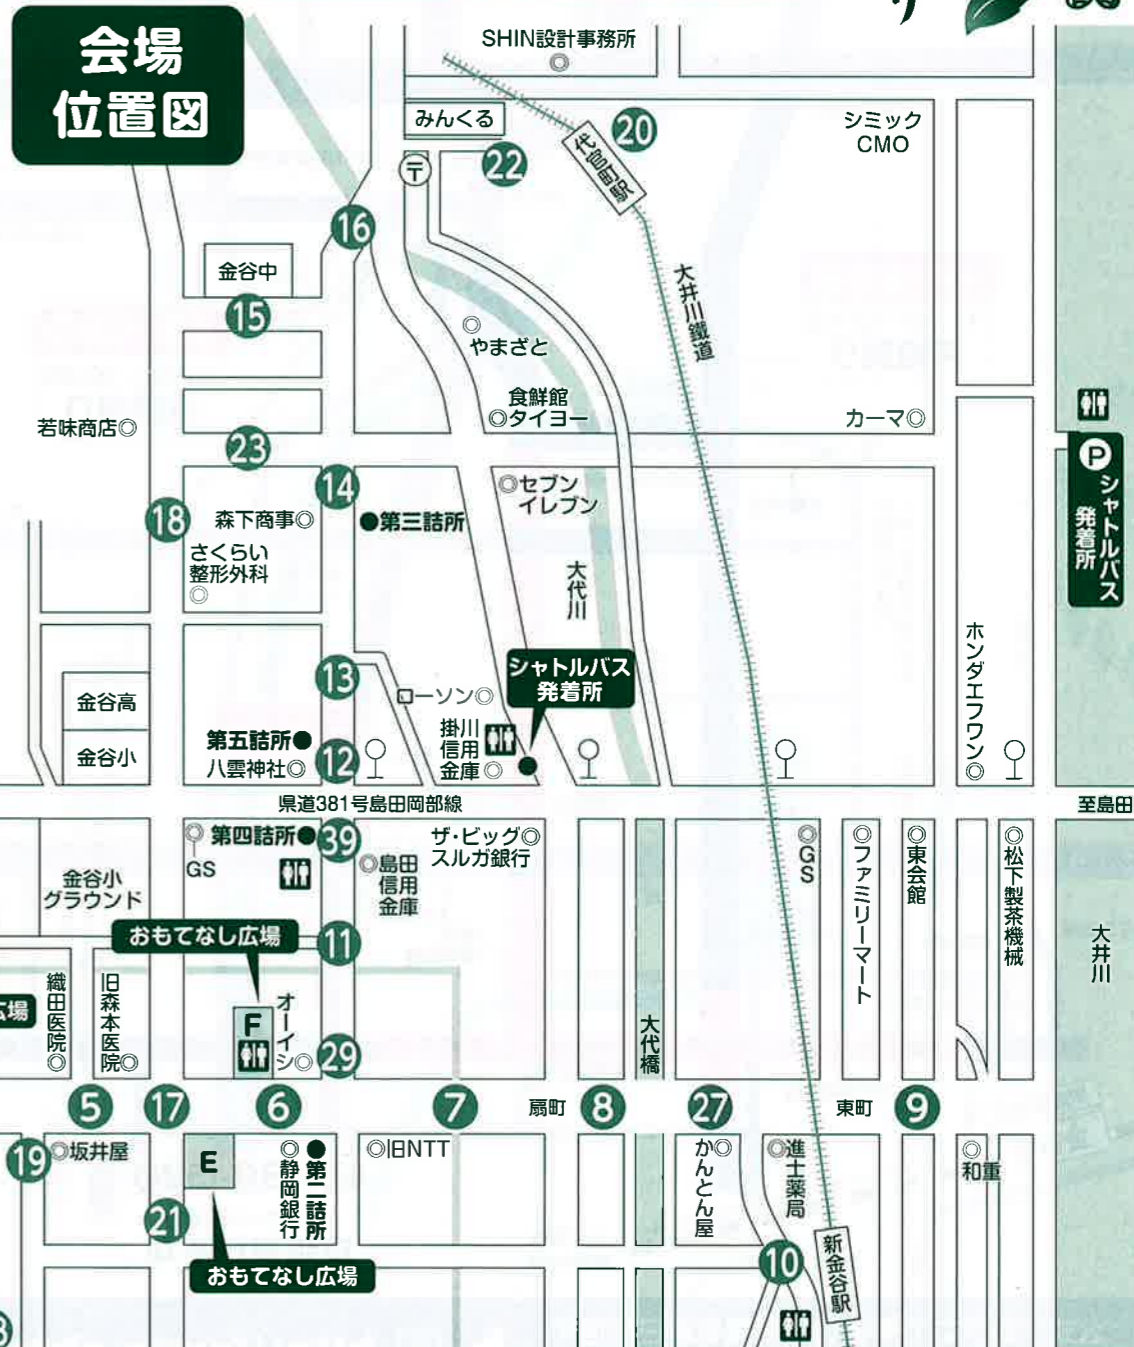 会場
位置図
SHIN設計事務所
みんくる
〒
22
代官町駅
20
シミック
CMO
16
金谷中
15
大井川鐵道
やまざと
食鮮館
タイヨー
カーマ
若味商店
23
14
18
森下商事
第三詰所
セブン
イレブン
さくらい
整形外科
大代川
P
シャトルバス
発着所
ホンダエフワン
13
金谷高
金谷小
ローソン
シャトルバス
発着所
掛川
信用
金庫
第五詰所
八雲神社
12
県道381号島田岡部線
至島田
GS
第四詰所
39
島田
信用
金庫
ザ・ビッグ
スルガ銀行
GS
ファミリーマート
東会館
松下製茶機械
大井川
金谷小
グラウンド
おもてなし広場
11
広場
織田医院
旧森本医院
F
オーイシ
29
大代橋
5
17
6
7
扇町
8
27
東町
9
19
坂井屋
E
静岡銀行
第二詰所
旧NTT
かんとん屋
進士薬局
和重
21
おもてなし広場
10
新金谷駅